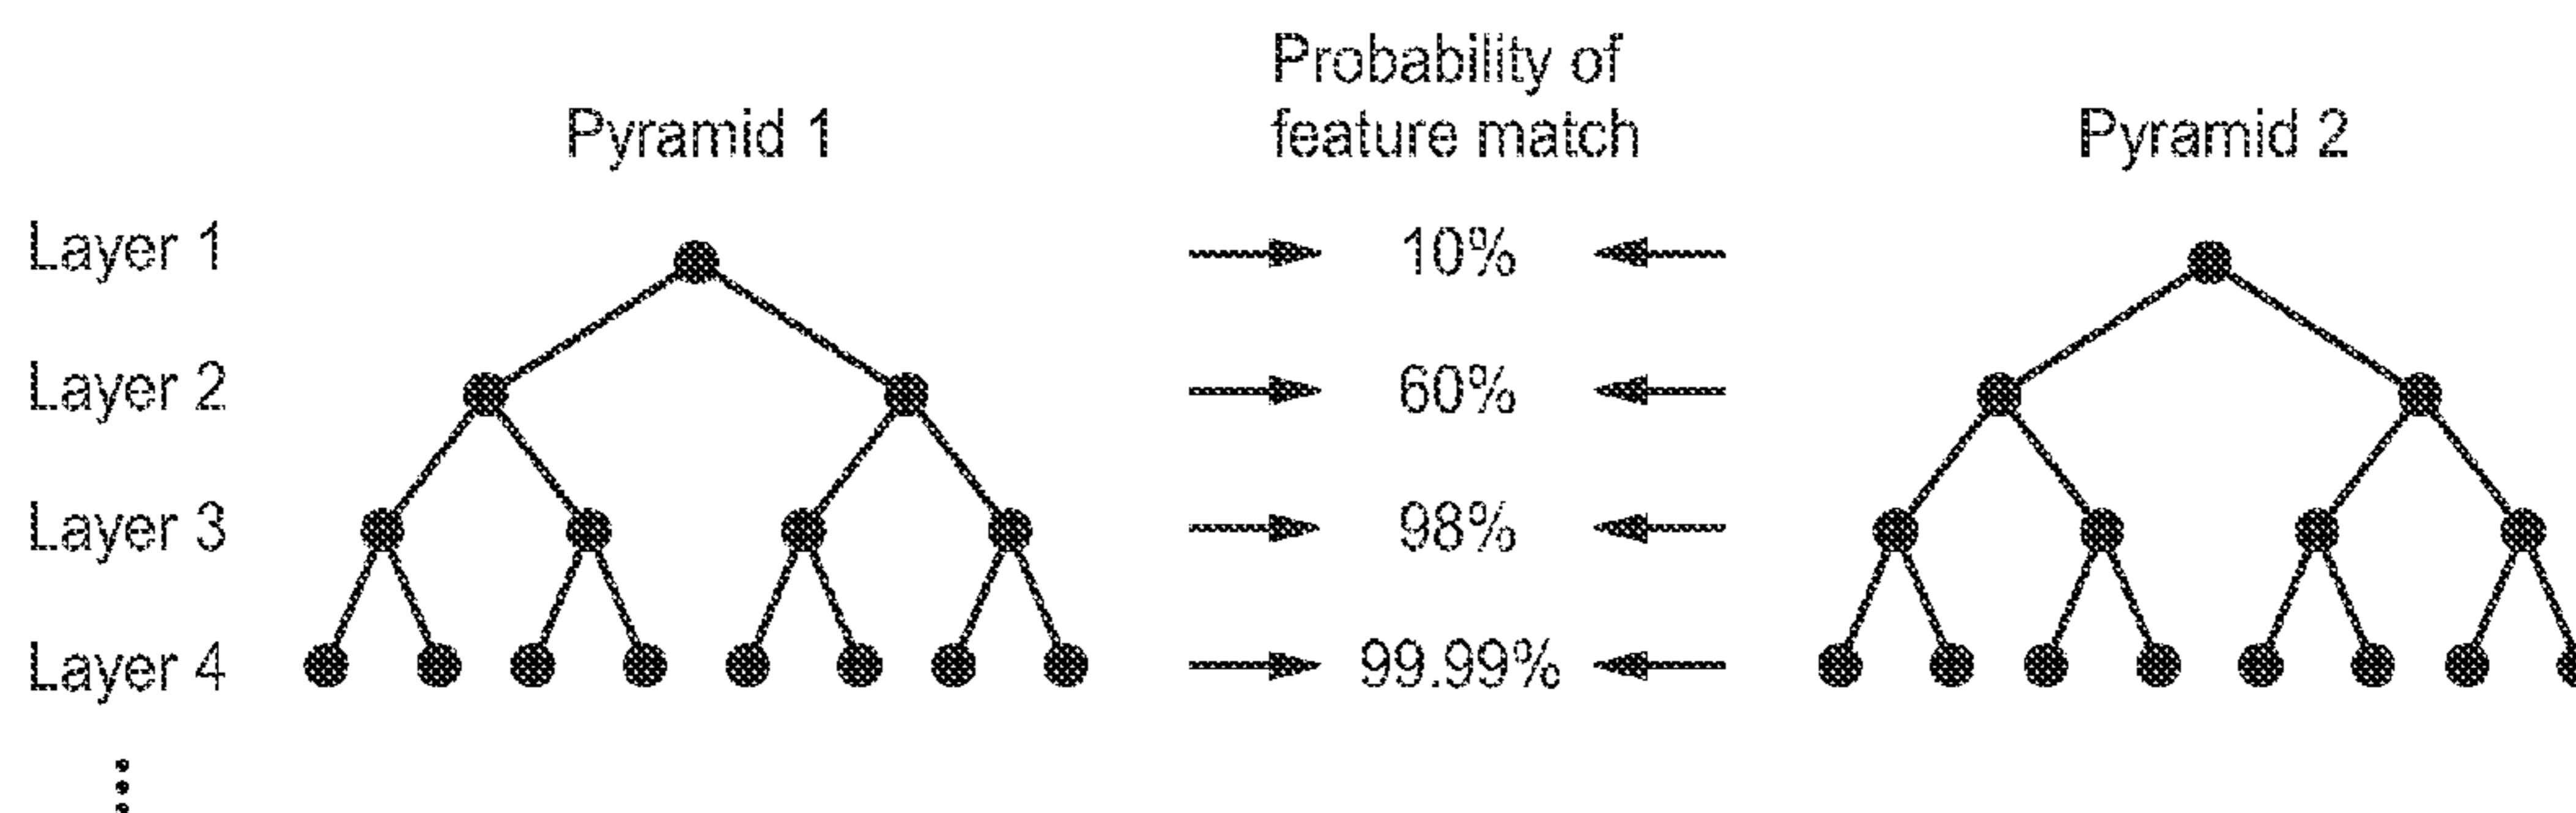 Probability of
feature match
Pyramid 1
Pyramid 2
Layer 1
10%
Layer 2
60%
Layer 3
98%
Layer 4
99.99%